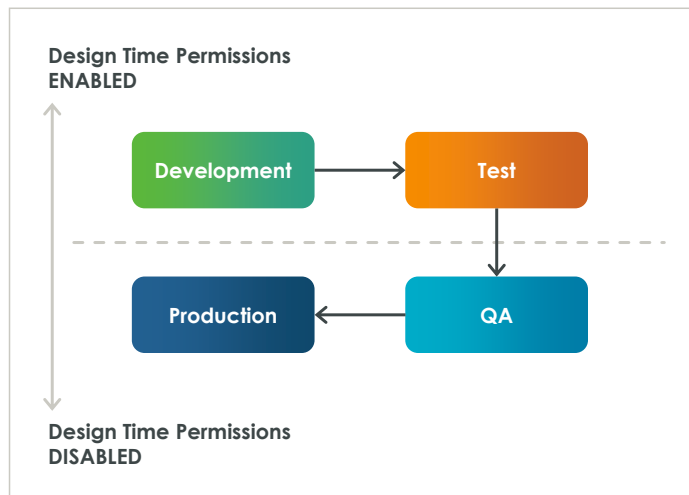 Design Time Permissions
ENABLED
Development
Test
Production
QA
Design Time Permissions
DISABLED